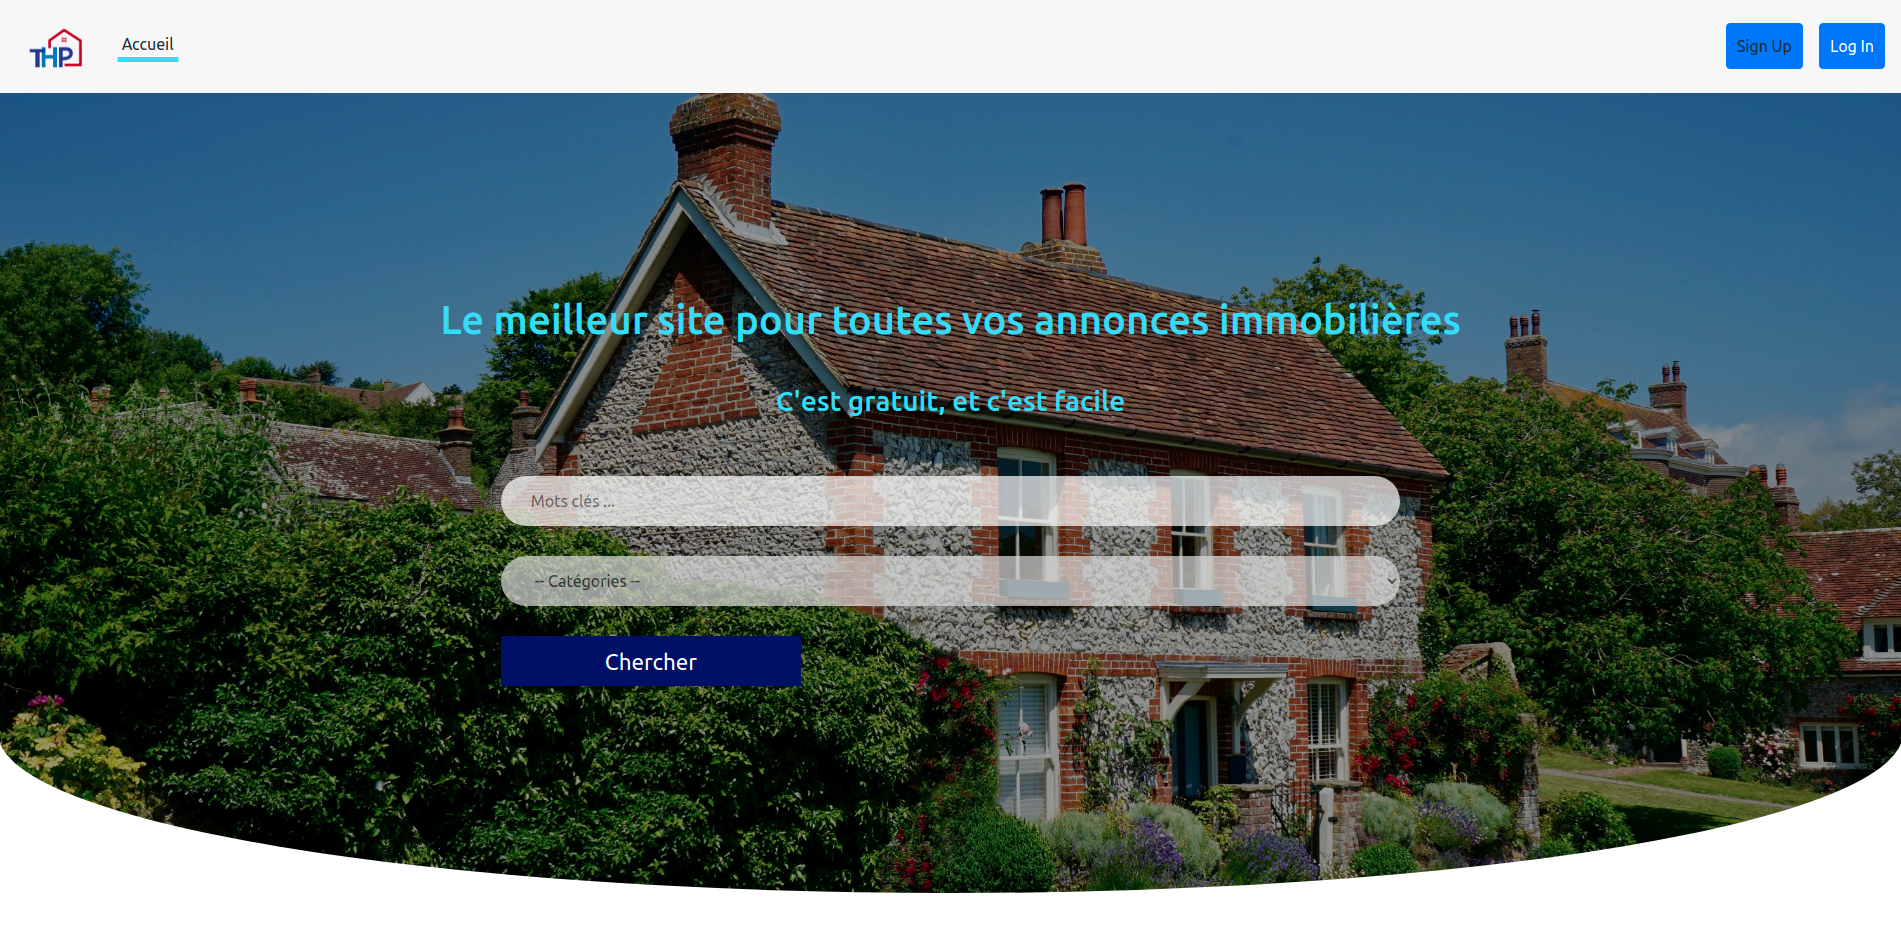 THP
Accueil
Sign Up
Log In
Le meilleur site pour toutes vos annonces immobilières
C'est gratuit, et c'est facile
Mots clés ...
-- Catégories --
Chercher